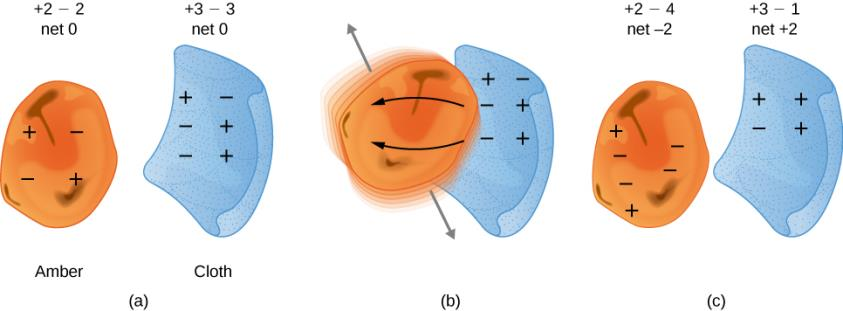 +2 − 2
net 0
+3 − 3
net 0
+ −
− +
+ −
− +
− +
Amber
Cloth
(a)
+ −
− +
− +
(b)
+2 − 4
net –2
+3 − 1
net +2
+
− −
−
−
+
+ +
− +
(c)